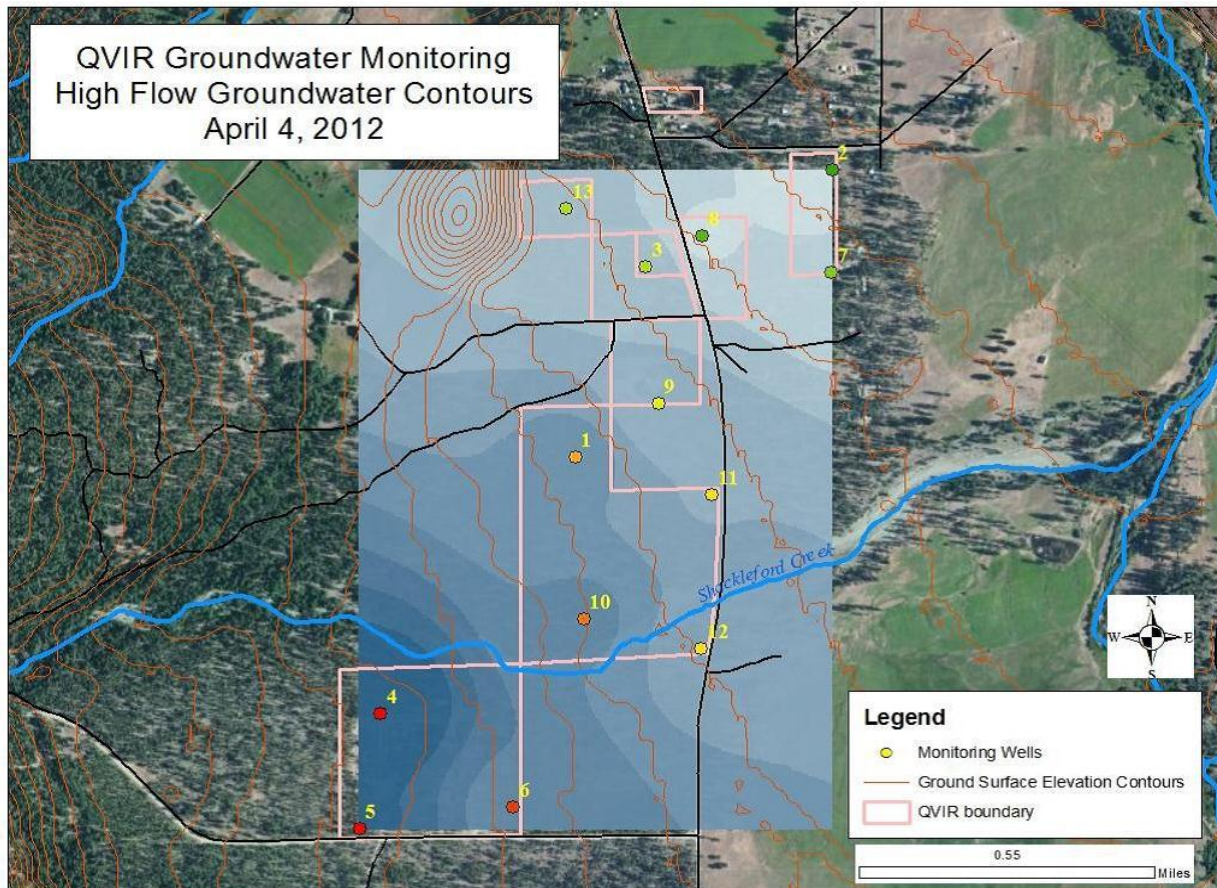 QVIR Groundwater Monitoring
High Flow Groundwater Contours
April 4, 2012
2
13
8
3
7
9
1
11
Shackleford Creek
10
12
4
6
5
N
W E
S
Legend
Monitoring Wells
Ground Surface Elevation Contours
QVIR boundary
0.55
Miles